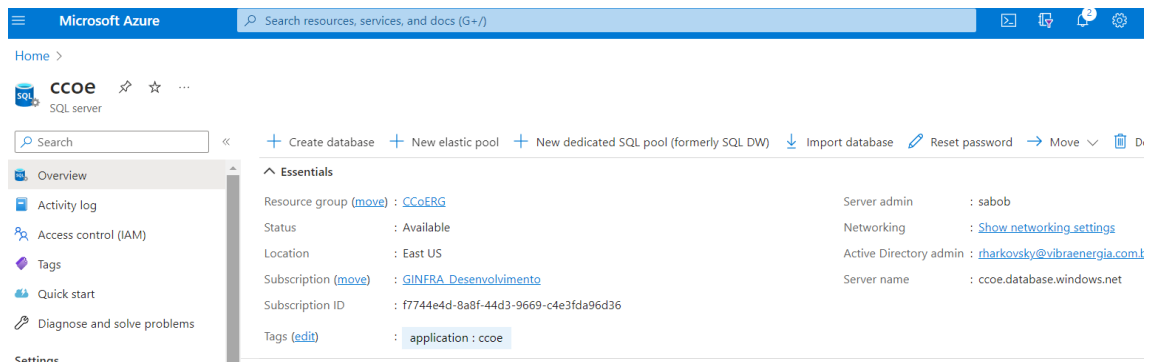 Microsoft Azure
Search resources, services, and docs (G+/)
2
Home >
ccoe
SQL server
Search
Overview
Activity log
Access control (IAM)
Tags
Quick start
Diagnose and solve problems
Settings
Create database New elastic pool New dedicated SQL pool (formerly SQL DW) Import database Reset password Move
Essentials
Resource group (move) : CCoERG
Status : Available
Location : East US
Subscription (move) : GINFRA_Desenvolvimento
Subscription ID : f7744e4d-8a8f-44d3-9669-c4e3fda96d36
Tags (edit) : application : ccoe
Server admin : sabob
Networking : Show networking settings
Active Directory admin : rharkovsky@vibraenergia.com.b
Server name : ccoe.database.windows.net